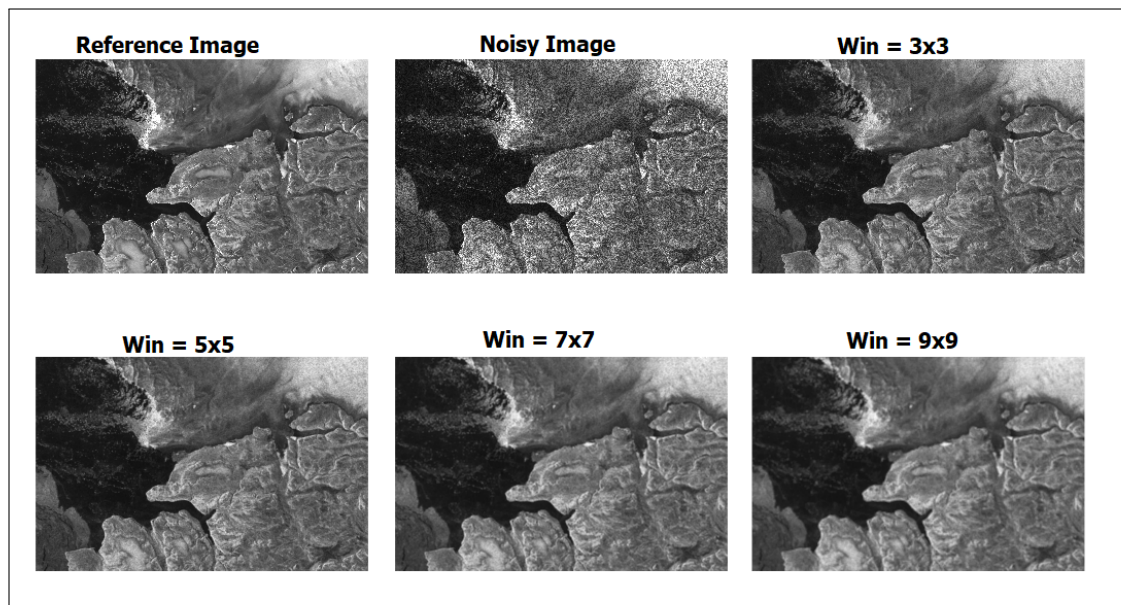 Reference Image
Noisy Image
Win = 3x3
Win = 5x5
Win = 7x7
Win = 9x9